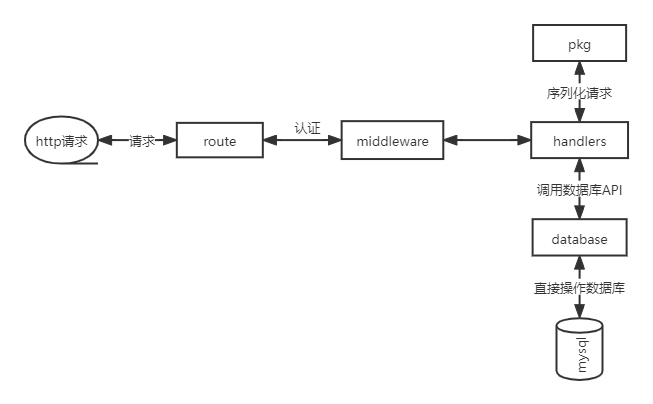 pkg
序列化请求
http请求
请求
route
认证
middleware
handlers
调用数据库API
database
直接操作数据库
mysql